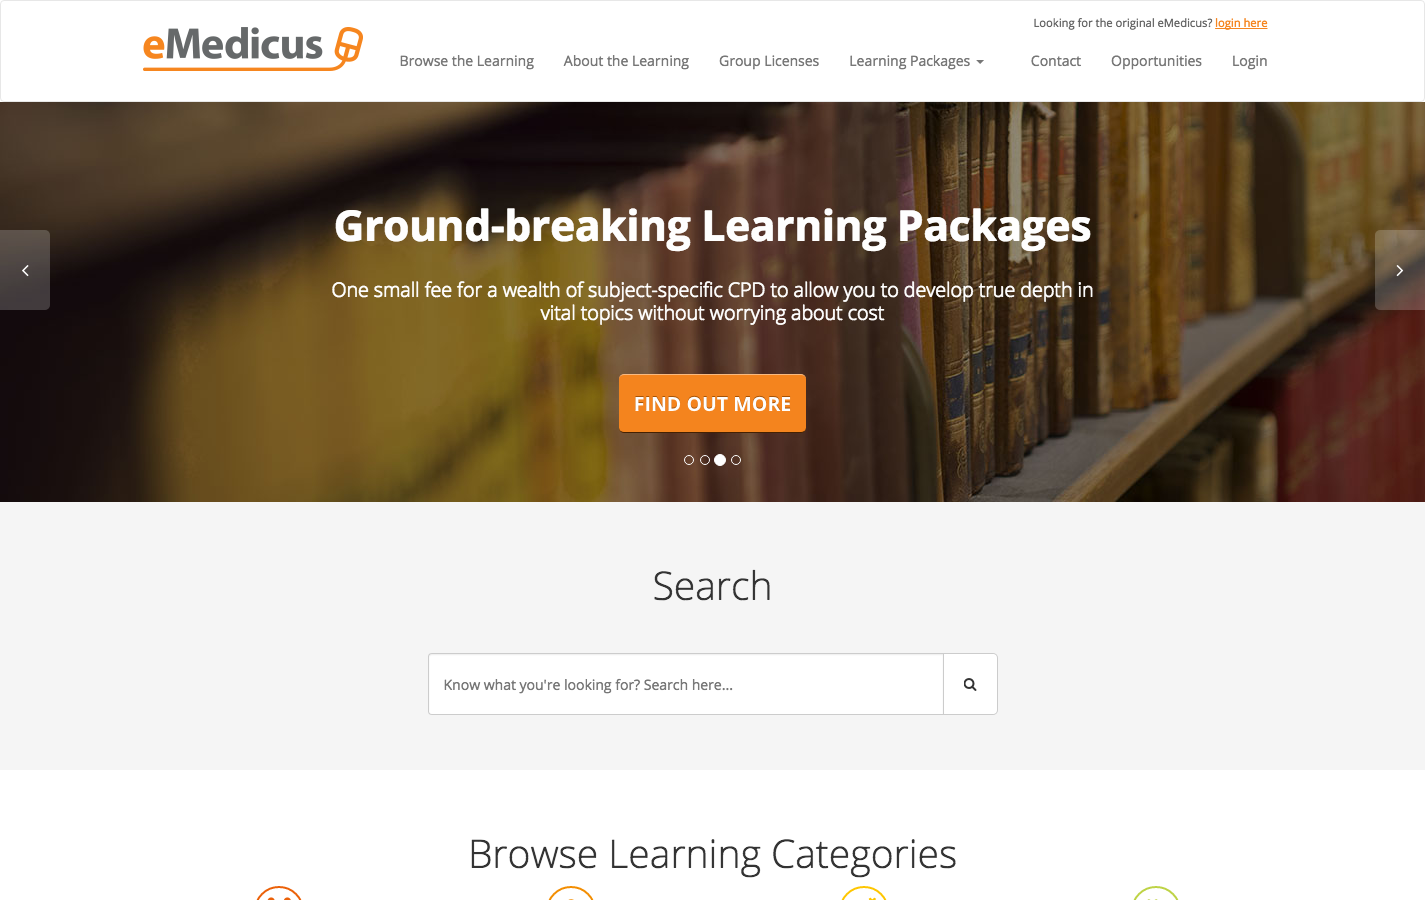 Looking for the original eMedicus? login here
eMedicus
Browse the Learning
About the Learning
Group Licenses
Learning Packages
Contact
Opportunities
Login
Ground-breaking Learning Packages
One small fee for a wealth of subject-specific CPD to allow you to develop true depth in
vital topics without worrying about cost
FIND OUT MORE
Search
Know what you're looking for? Search here...
Browse Learning Categories